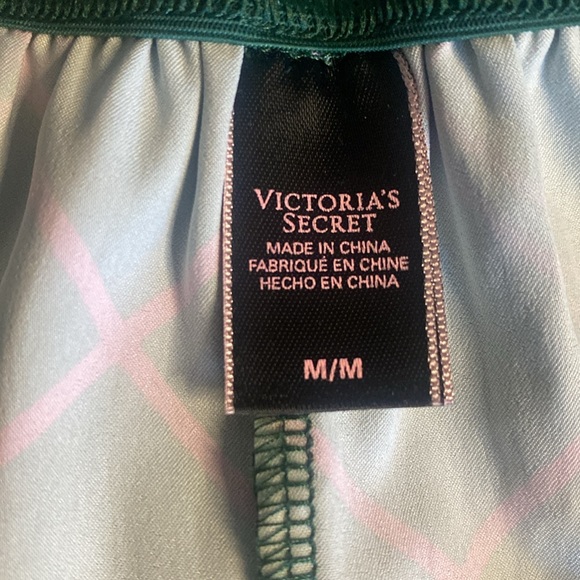 VICTORIA'S
SECRET
MADE IN CHINA
FABRIQUÉ EN CHINE
HECHO EN CHINA
M/M